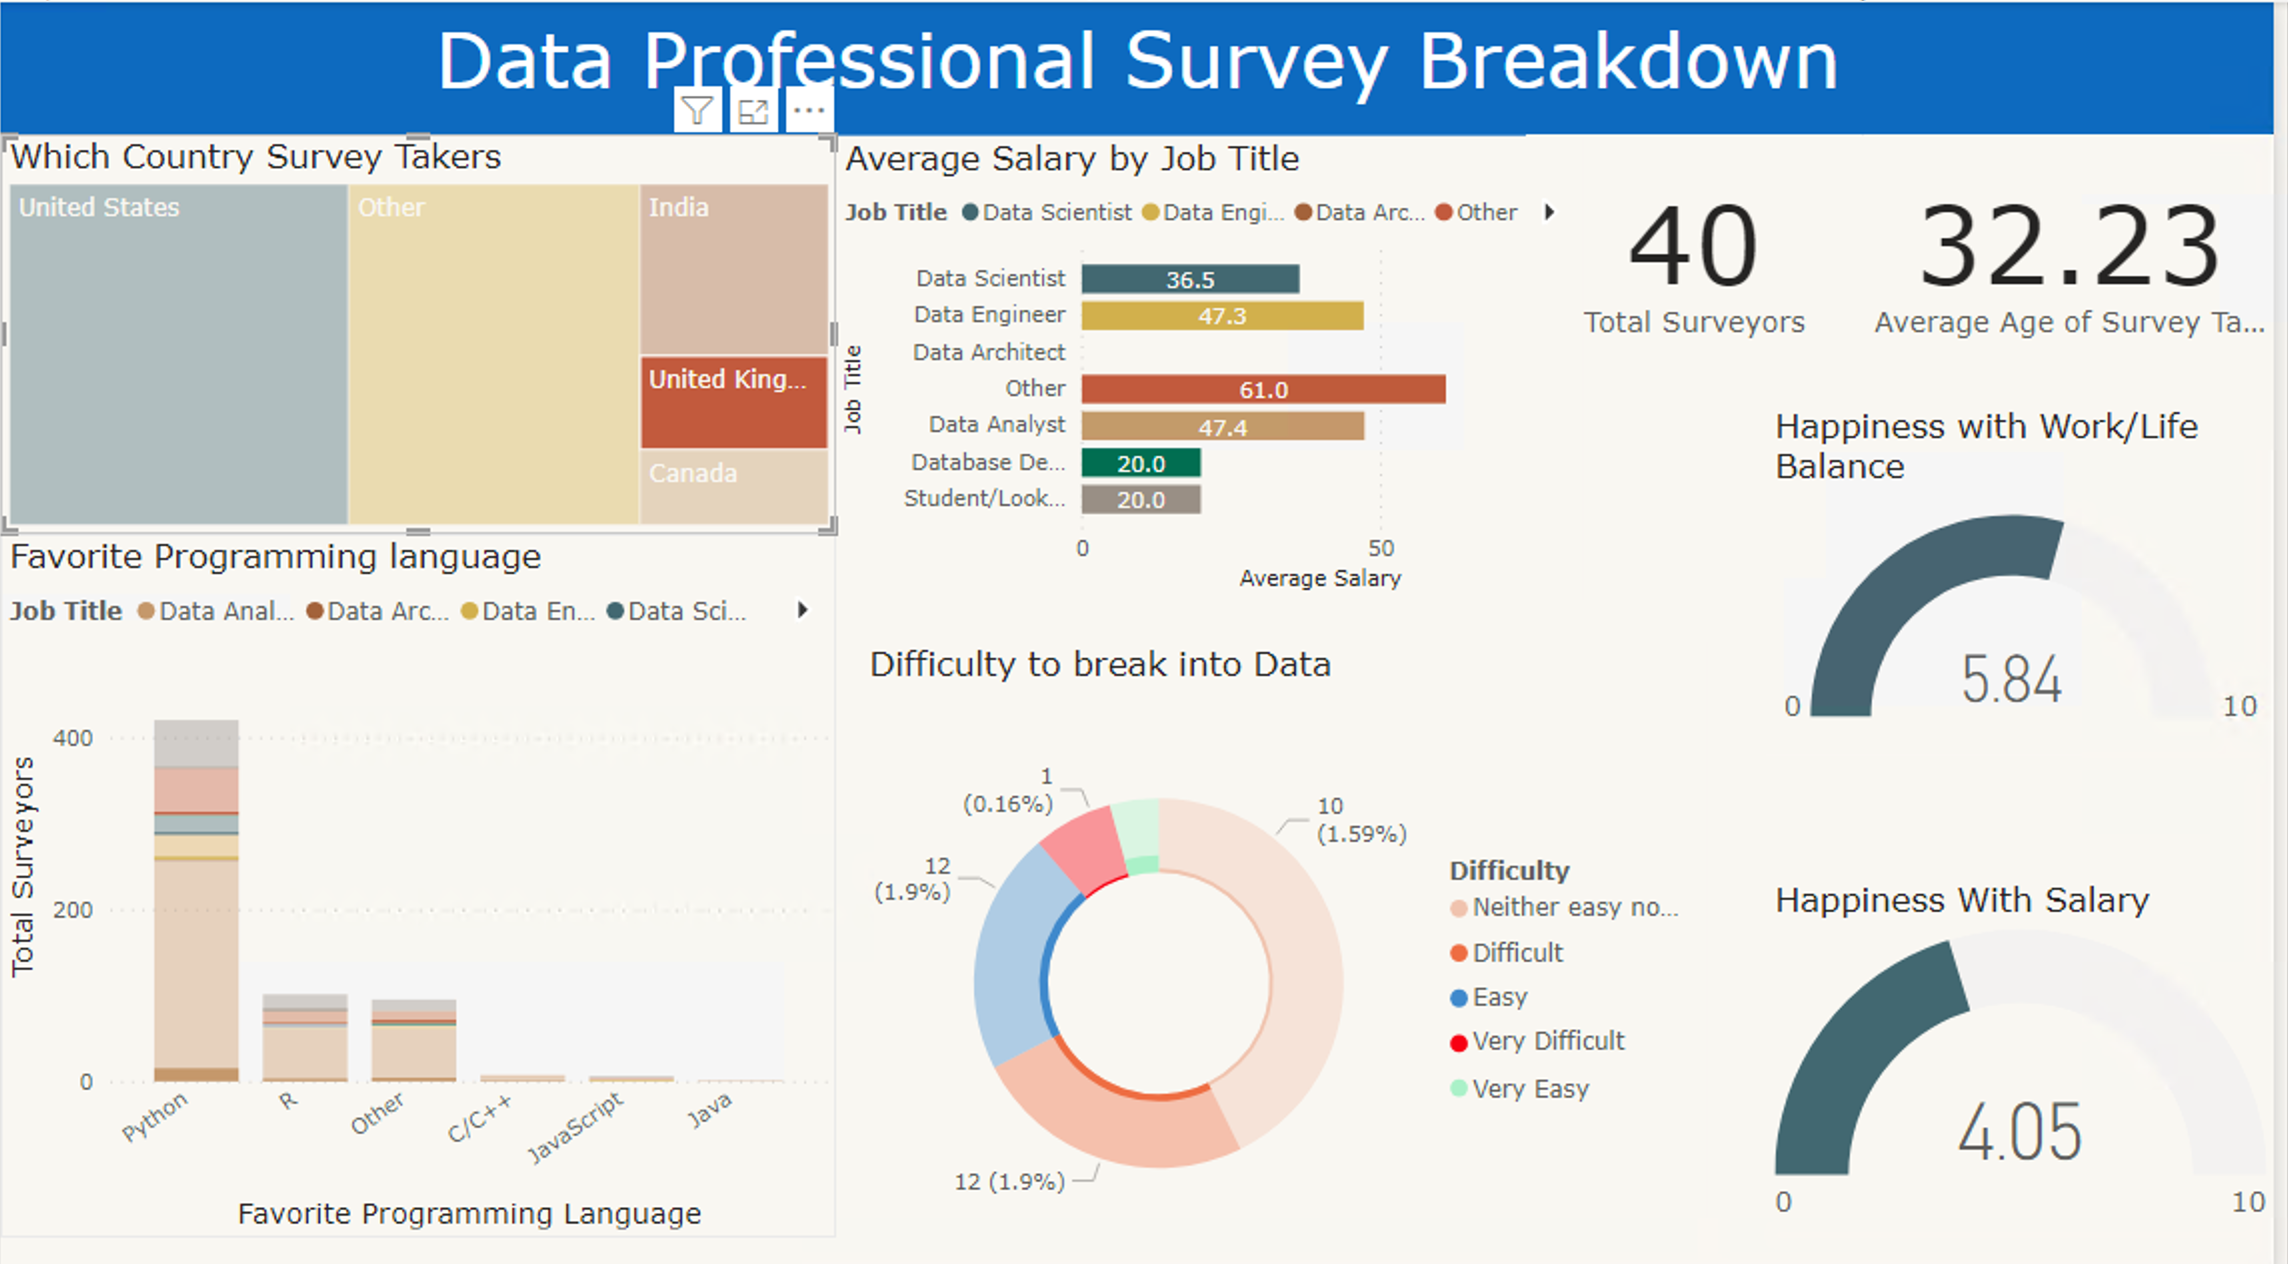 Data Professional Survey Breakdown
Which Country Survey Takers
United States
Other
India
United King...
Canada
Average Salary by Job Title
Job Title Data Scientist Data Engi... Data Arc... Other
Job Title
Data Scientist 36.5
Data Engineer 47.3
Data Architect
Other 61.0
Data Analyst 47.4
Database De... 20.0
Student/Look... 20.0
0 50
Average Salary
40
Total Surveyors
32.23
Average Age of Survey Ta...
Happiness with Work/Life
Balance
5.84
0 10
Favorite Programming language
Job Title Data Anal... Data Arc... Data En... Data Sci...
Total Surveyors
400
200
0
Python
R
Other
C/C++
JavaScript
Java
Favorite Programming Language
Difficulty to break into Data
1
(0.16%)
10
(1.59%)
12
(1.9%)
12 (1.9%)
Difficulty
Neither easy no...
Difficult
Easy
Very Difficult
Very Easy
Happiness With Salary
4.05
0 10